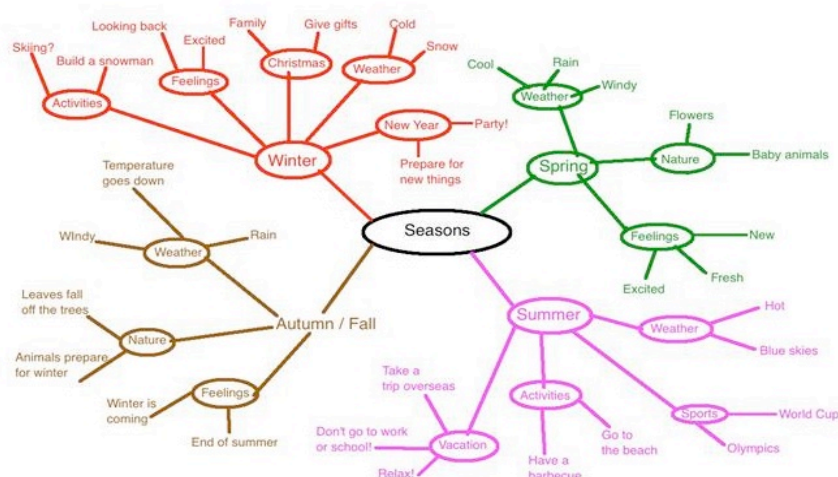 Looking back
Family
Give gifts
Skiing?
Excited
Cold
Build a snowman
Snow
Feelings
Christmas
Weather
Activities
New Year
Party!
Winter
Prepare for
new things
Cool
Rain
Windy
Weather
Flowers
Spring
Nature
Baby animals
Feelings
New
Fresh
Excited
Seasons
Temperature
goes down
WIndy
Rain
Weather
Leaves fall
off the trees
Autumn / Fall
Nature
Animals prepare
for winter
Feelings
Winter is
coming
End of summer
Summer
Hot
Weather
Blue skies
Take a
trip overseas
Activities
Sports
World Cup
Don't go to work
or school!
Vacation
Go to
the beach
Olympics
Relax!
Have a
barbecue